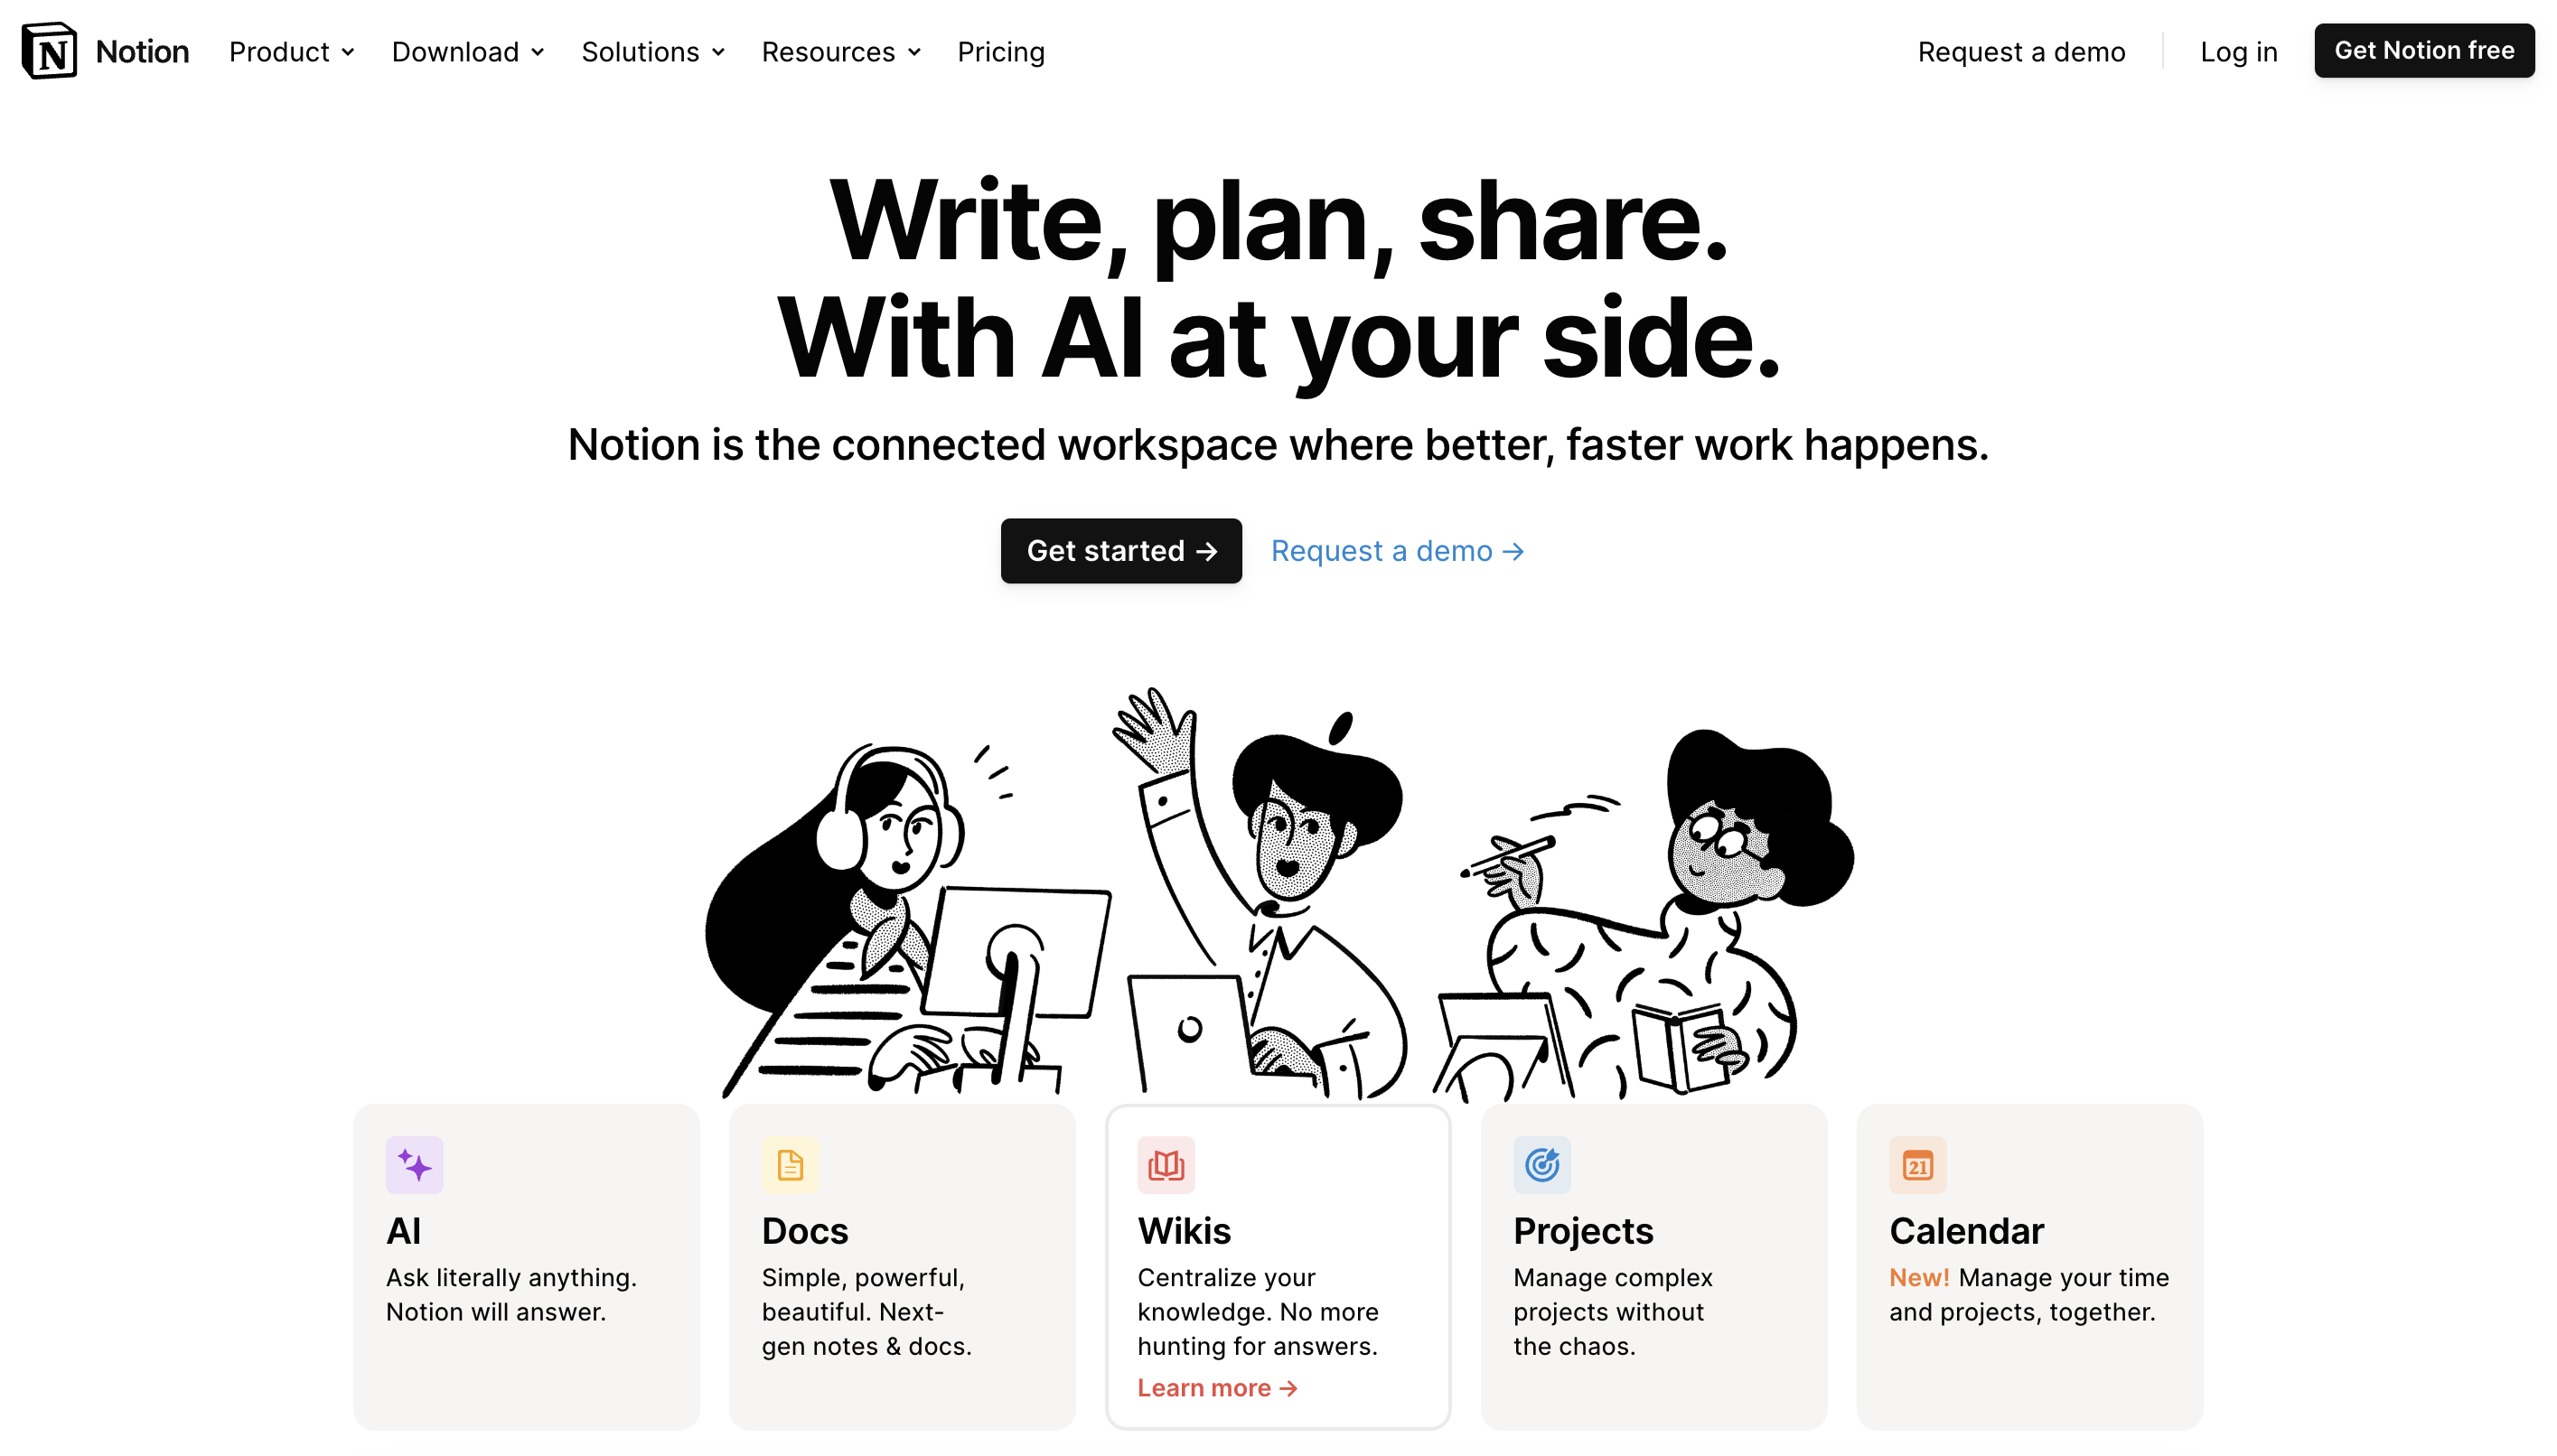 Notion
Product
Download
Solutions
Resources
Pricing
Request a demo
Log in
Get Notion free
Write, plan, share.
With AI at your side.
Notion is the connected workspace where better, faster work happens.
Get started →
Request a demo →
AI
Ask literally anything.
Notion will answer.
Docs
Simple, powerful,
beautiful. Next-
gen notes & docs.
Wikis
Centralize your
knowledge. No more
hunting for answers.
Learn more →
Projects
Manage complex
projects without
the chaos.
21
Calendar
New! Manage your time
and projects, together.